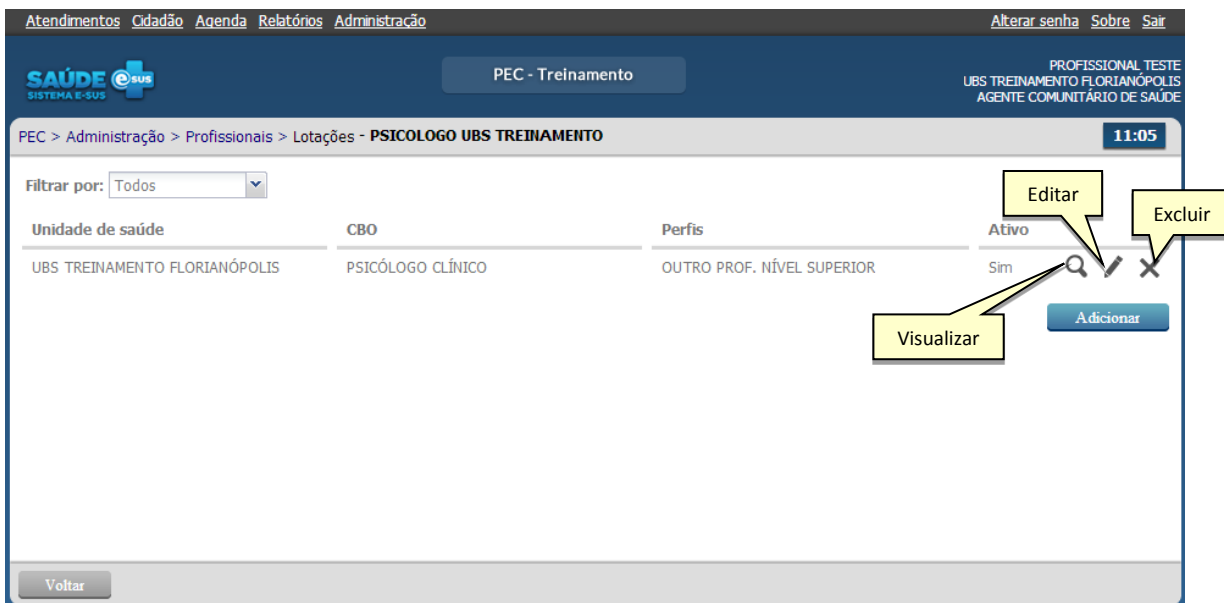 Atendimentos Cidadão Agenda Relatórios Administração Alterar senha Sobre Sair
SAÚDE e sus
SISTEMA E-SUS
PEC - Treinamento
PROFISSIONAL TESTE
UBS TREINAMENTO FLORIANÓPOLIS
AGENTE COMUNITÁRIO DE SAÚDE
PEC > Administração > Profissionais > Lotações - PSICOLOGO UBS TREINAMENTO 11:05
Filtrar por: Todos
Editar
Excluir
Unidade de saúde CBO Perfis Ativo
UBS TREINAMENTO FLORIANÓPOLIS PSICÓLOGO CLÍNICO OUTRO PROF. NÍVEL SUPERIOR Sim
Adicionar
Visualizar
Voltar